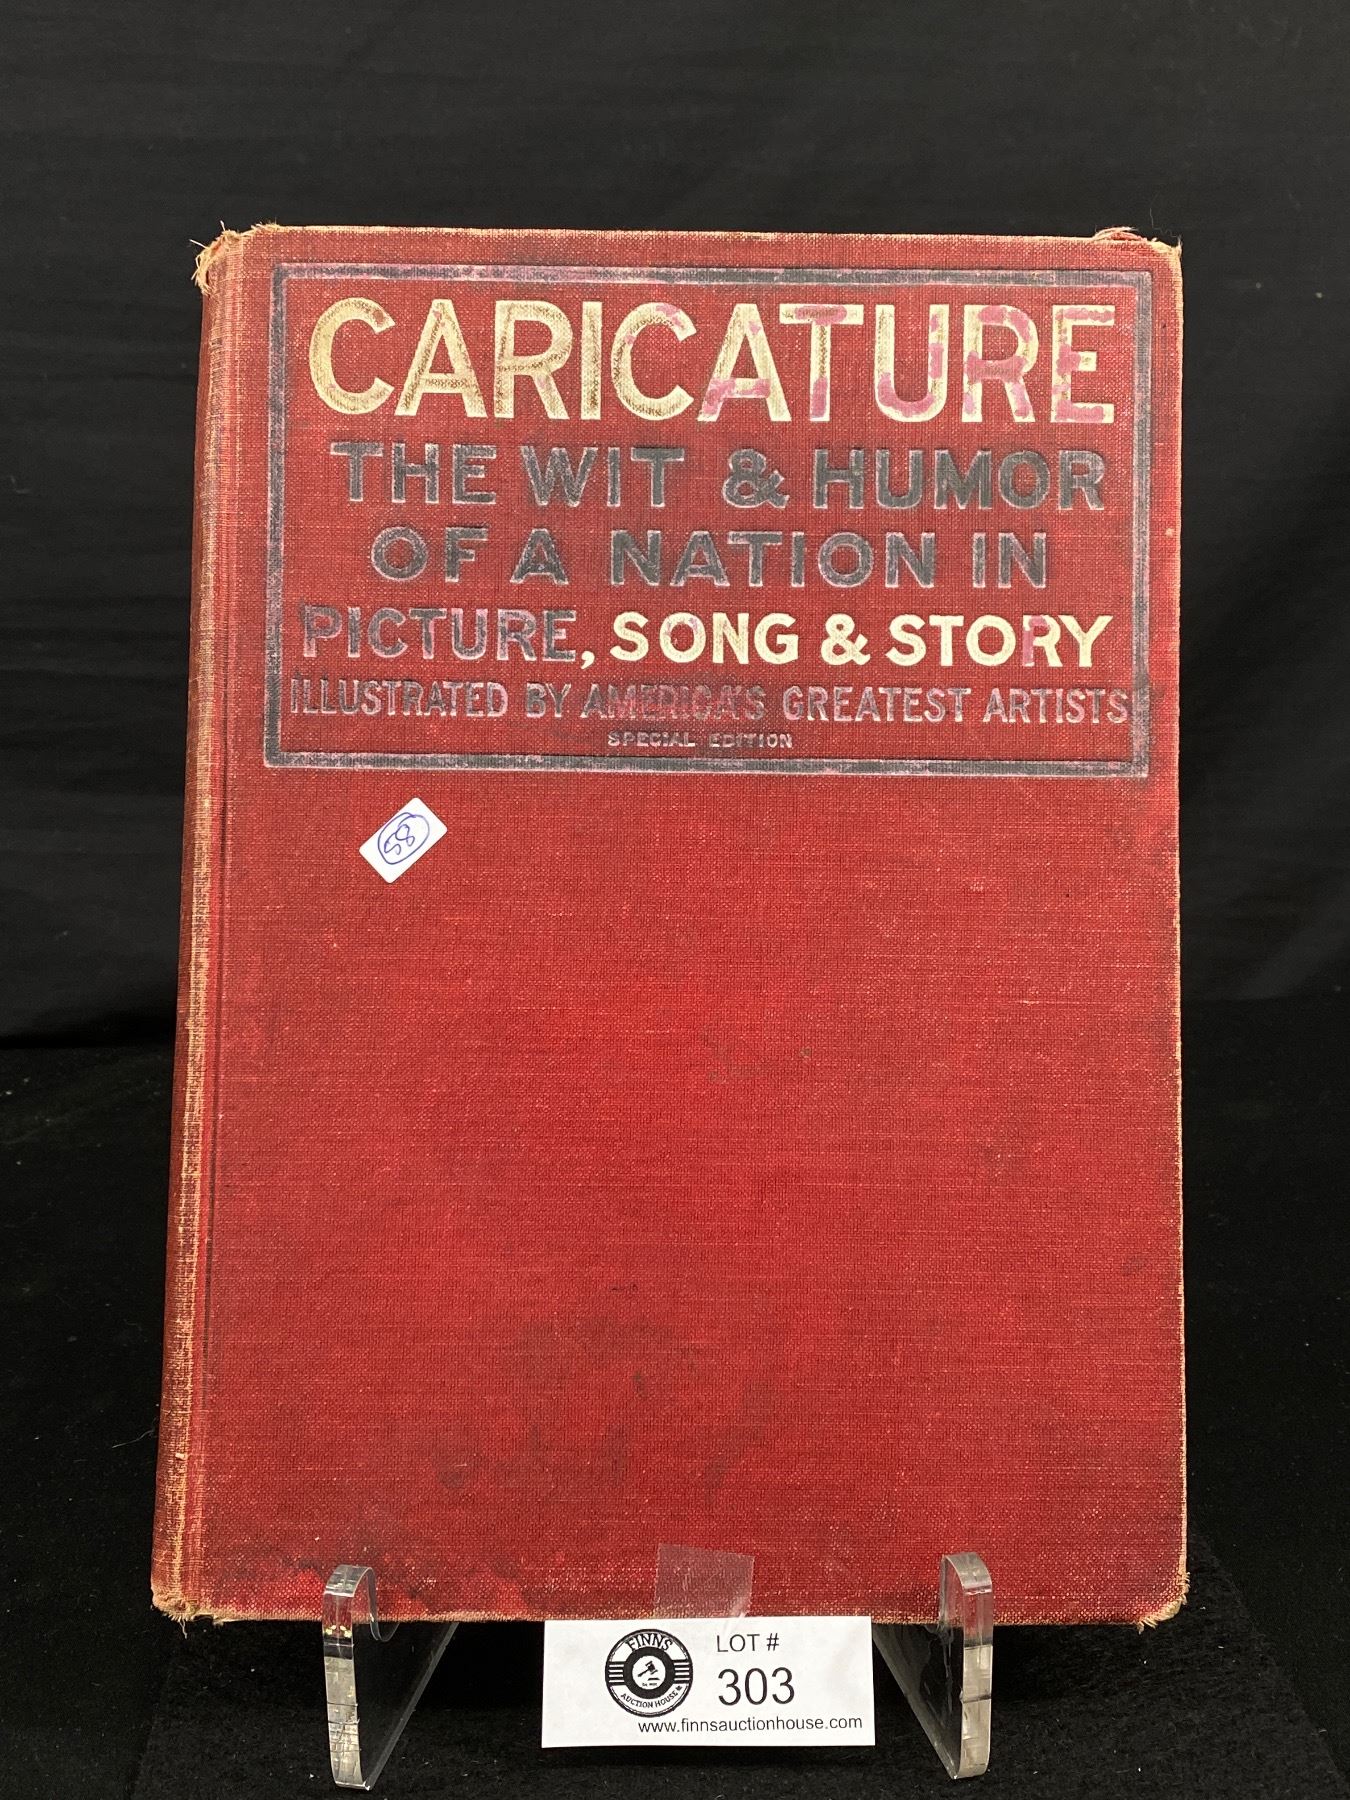 CARICATURE
THE WIT & HUMOR
OF A NATION IN
PICTURE, SONG & STORY
ILLUSTRATED BY AMERICA'S GREATEST ARTISTS
SPECIAL EDITION
FINNS
AUCTION HOUSE
LOT #
303
www.finnsauctionhouse.com